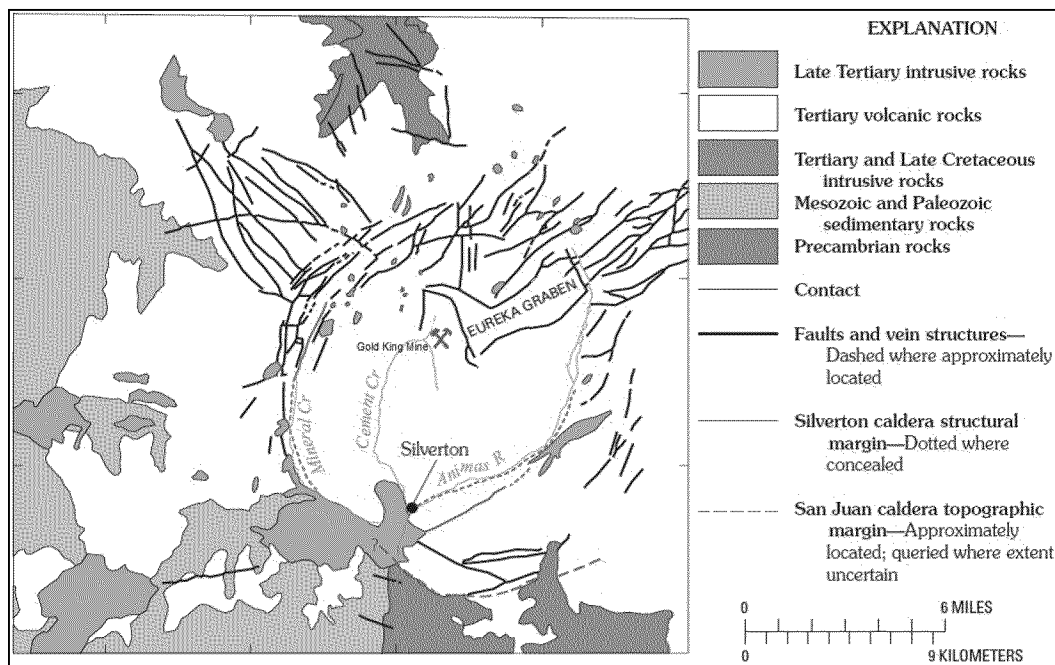 EXPLANATION
Late Tertiary intrusive rocks
Tertiary volcanic rocks
Tertiary and Late Cretaceous
intrusive rocks
Mesozoic and Paleozoic
sedimentary rocks
Precambrian rocks
Contact
Faults and vein structures—
Dashed where approximately
located
Silverton caldera structural
margin—Dotted where
concealed
San Juan caldera topographic
margin—Approximately
located; queried where extent
uncertain
0 6 MILES
0 9 KILOMETERS
EUREKA GRABEN
Gold King Mine
Mineral Cr
Cement Cr
Silverton
Animas R